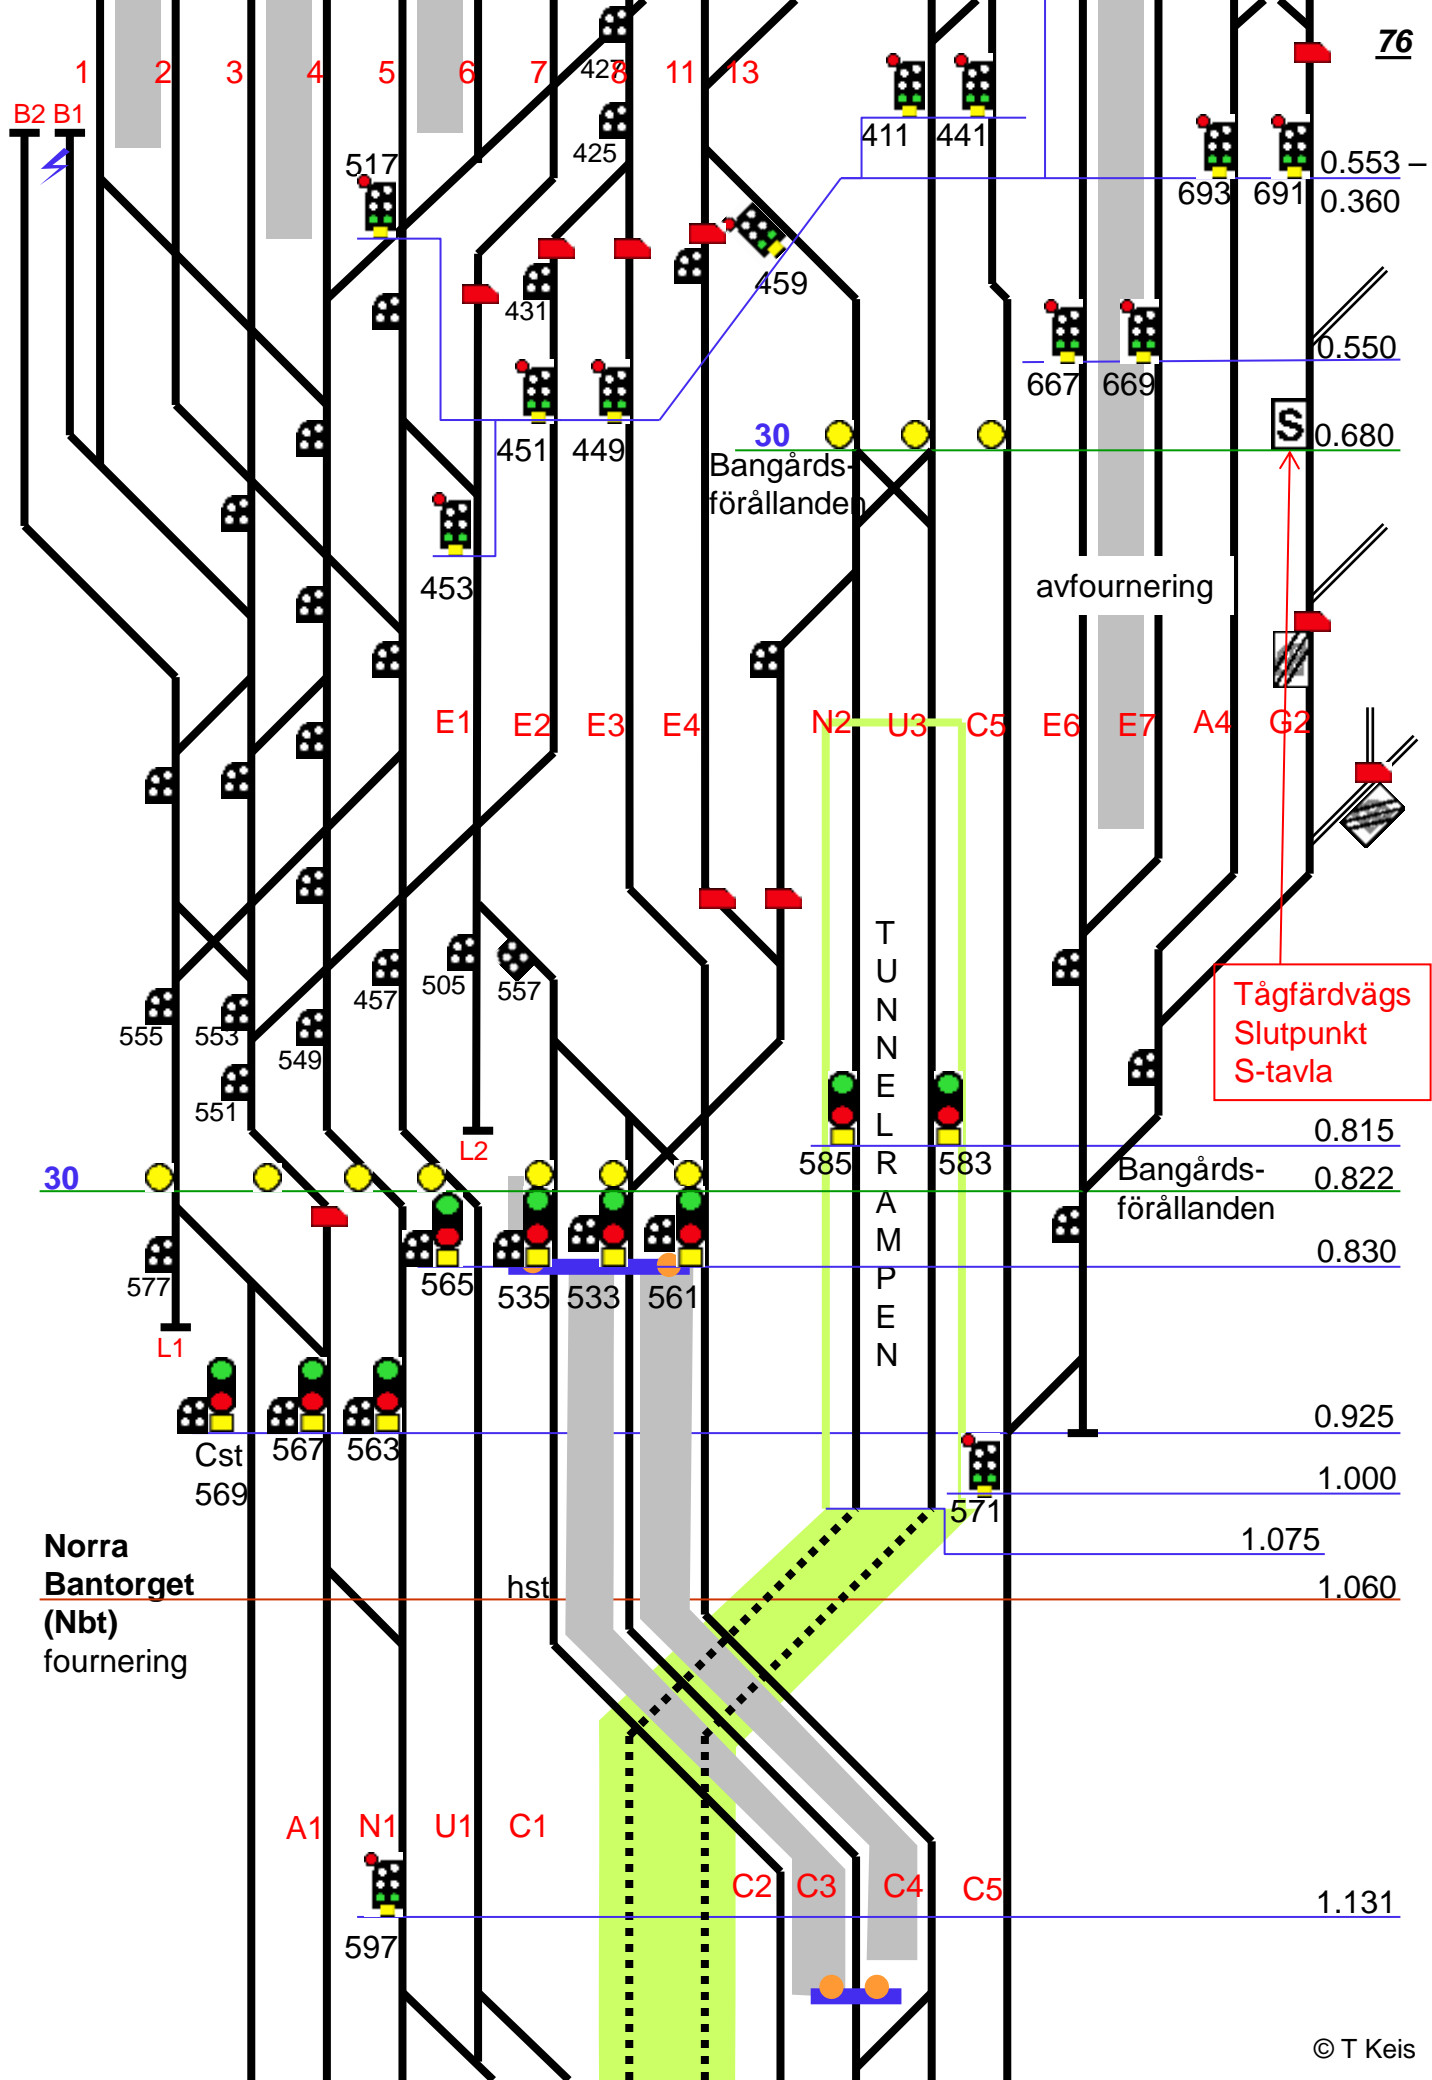 76
1 2 3 4 5 6 7 8 11 13
427
B2 B1
411 441
425
517
0.553 –
693 691
0.360
459
431
667 669
0.550
30
0.680
451 449
Bangårds-
förållanden
453
avfournering
E1 E2 E3 E4 N2 U3 C5 E6 E7 A4 G2
TUNNELRAMPEN
457 505 557
555 553
549
551
Tågfärdvägs
Slutpunkt
S-tavla
S
0.815
L2
585 583
30
Bangårds-
förållanden
0.822
0.830
577
565 535 533 561
L1
0.925
Cst
569
567 563
1.000
571
1.075
Norra
Bantorget
(Nbt)
fournering
hst
1.060
A1 N1 U1 C1
C2 C3 C4 C5
1.131
597
© T Keis